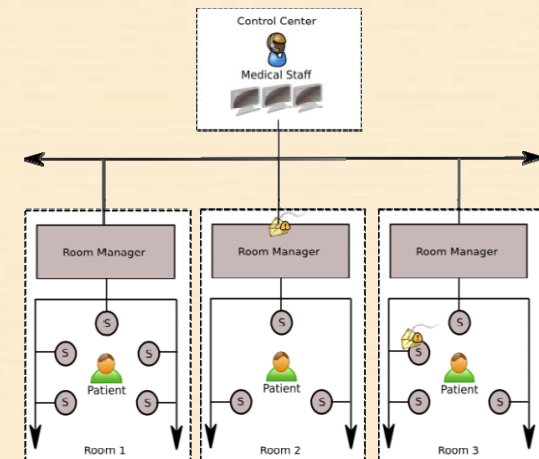 Control Center
Medical Staff
Room Manager
Room Manager
Room Manager
S
S
S
S
S
Patient
Room 1
S
S
S
Patient
Room 2
S
S
S
S
Patient
Room 3